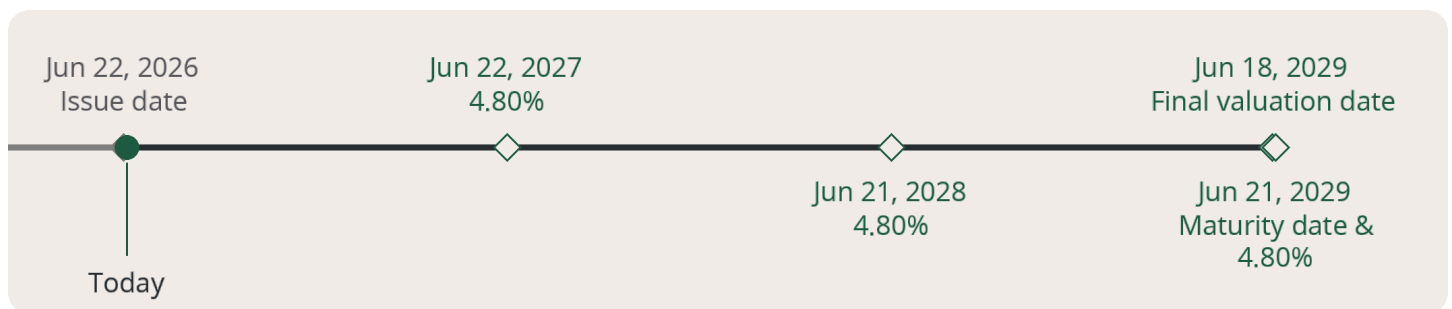 Jun 22, 2026
Issue date
Jun 22, 2027
4.80%
Jun 18, 2029
Final valuation date
Jun 21, 2028
4.80%
Jun 21, 2029
Maturity date &
4.80%
Today